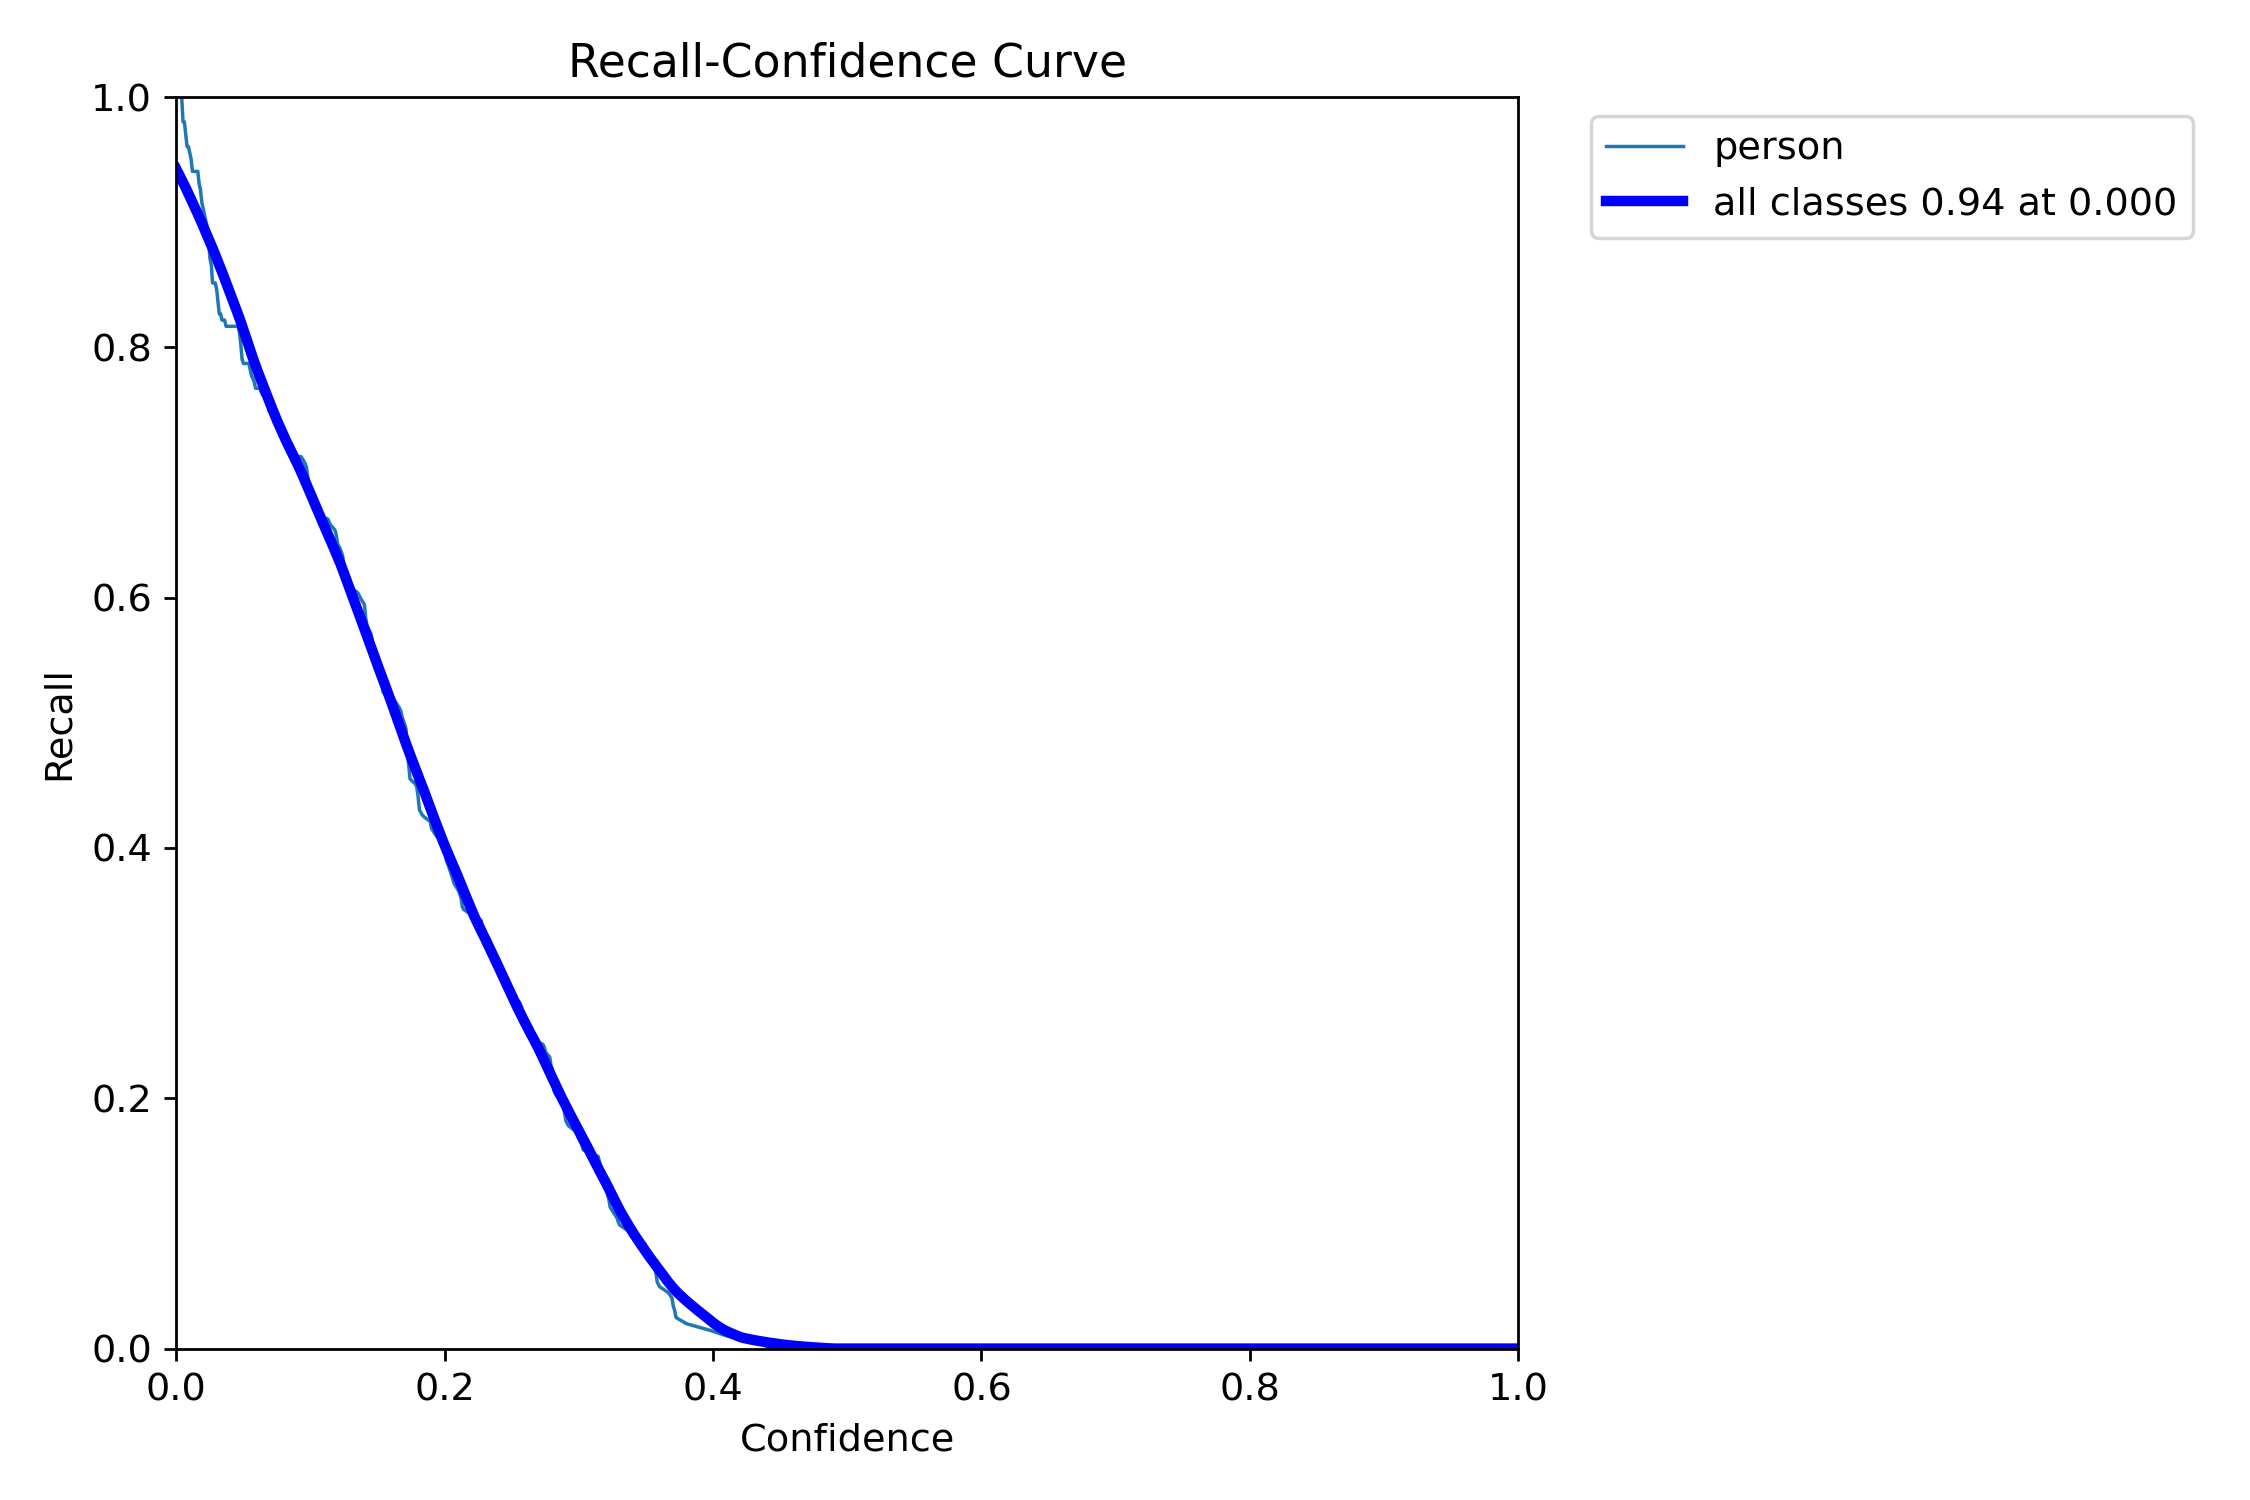 Recall-Confidence Curve
1.0
0.8
0.6
0.4
0.2
0.0
Recall
0.0 0.2 0.4 0.6 0.8 1.0
Confidence
person
all classes 0.94 at 0.000